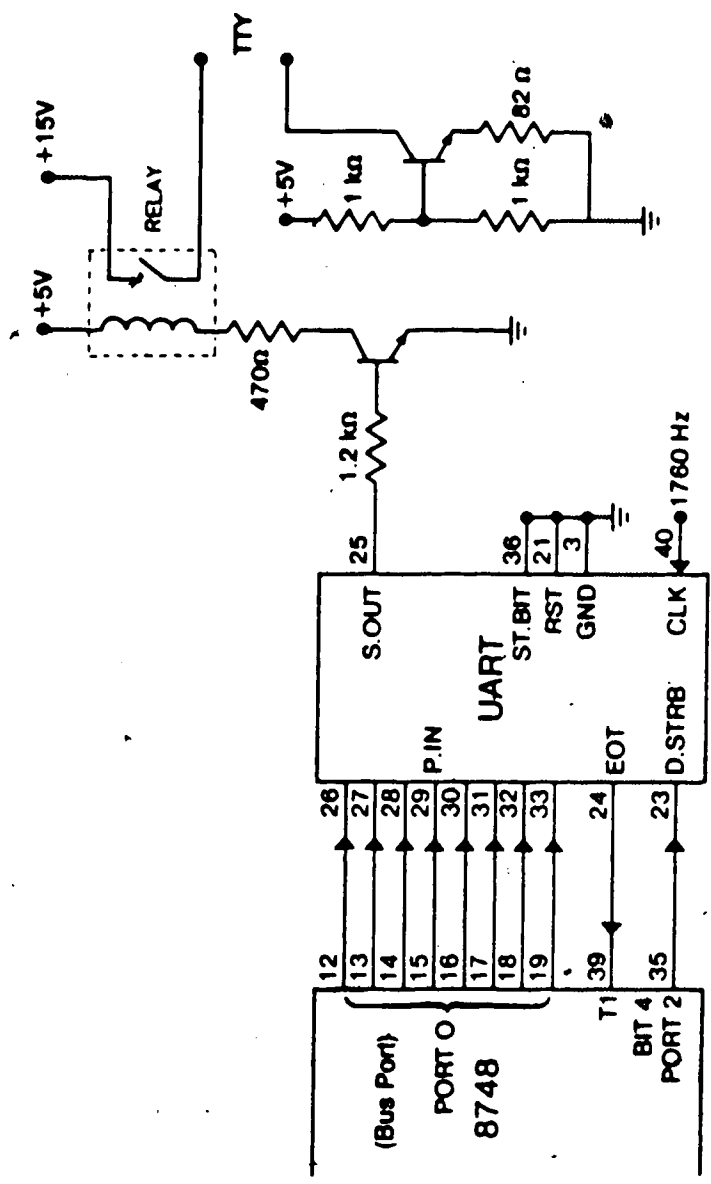 +5V
+15V
RELAY
TTY
470Ω
+5V
1 kΩ
1 kΩ
82 Ω
1.2 kΩ
25
S.OUT
36
21
3
ST.BIT
RST
GND
40
CLK
1760 Hz
UART
P.IN
EOT
D.STRB
26
27
28
29
30
31
32
33
24
23
12
13
14
15
16
17
18
19
39
35
(Bus Port)
PORT O
8748
T1
BIT 4
PORT 2